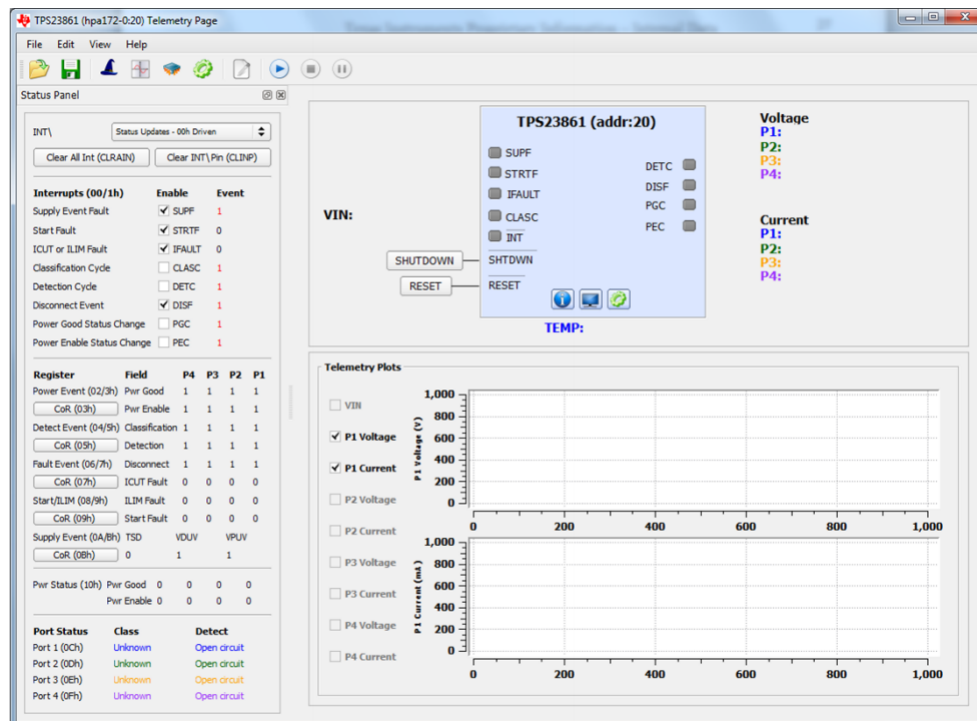 TPS23861 (hpa172-0:20) Telemetry Page
File Edit View Help
Status Panel
INT\ Status Updates - 00h Driven
Clear All Int (CLRAIN) Clear INT\ Pin (CLINP)
Interrupts (00/1h) Enable Event
Supply Event Fault SUPF 1
Start Fault STRTF 0
ICUT or ILIM Fault IFAULT 0
Classification Cycle CLASC 1
Detection Cycle DETC 1
Disconnect Event DISF 1
Power Good Status Change PGC 1
Power Enable Status Change PEC 1
Register Field P4 P3 P2 P1
Power Event (02/3h) Pwr Good 1 1 1 1
CoR (03h) Pwr Enable 1 1 1 1
Detect Event (04/5h) Classification 1 1 1 1
CoR (05h) Detection 1 1 1 1
Fault Event (06/7h) Disconnect 1 1 1 1
CoR (07h) ICUT Fault 0 0 0 0
Start/ILIM (08/9h) ILIM Fault 0 0 0 0
CoR (09h) Start Fault 0 0 0 0
Supply Event (0A/Bh) TSD VDUV VPUV
CoR (0Bh) 0 1 1
Pwr Status (10h) Pwr Good 0 0 0 0
Pwr Enable 0 0 0 0
Port Status Class Detect
Port 1 (0Ch) Unknown Open circuit
Port 2 (0Dh) Unknown Open circuit
Port 3 (0Eh) Unknown Open circuit
Port 4 (0Fh) Unknown Open circuit
VIN:
SHUTDOWN
RESET
TPS23861 (addr:20)
SUPF
STRTF
IFAULT
CLASC
INT
SHTDWN
RESET
DETC
DISF
PGC
PEC
TEMP:
Voltage
P1:
P2:
P3:
P4:
Current
P1:
P2:
P3:
P4:
Telemetry Plots
VIN
P1 Voltage
P1 Current
P2 Voltage
P2 Current
P3 Voltage
P3 Current
P4 Voltage
P4 Current
P1 Voltage (V)
1,000
800
600
400
200
0
0 200 400 600 800 1,000
P1 Current (mA)
1,000
800
600
400
200
0
0 200 400 600 800 1,000